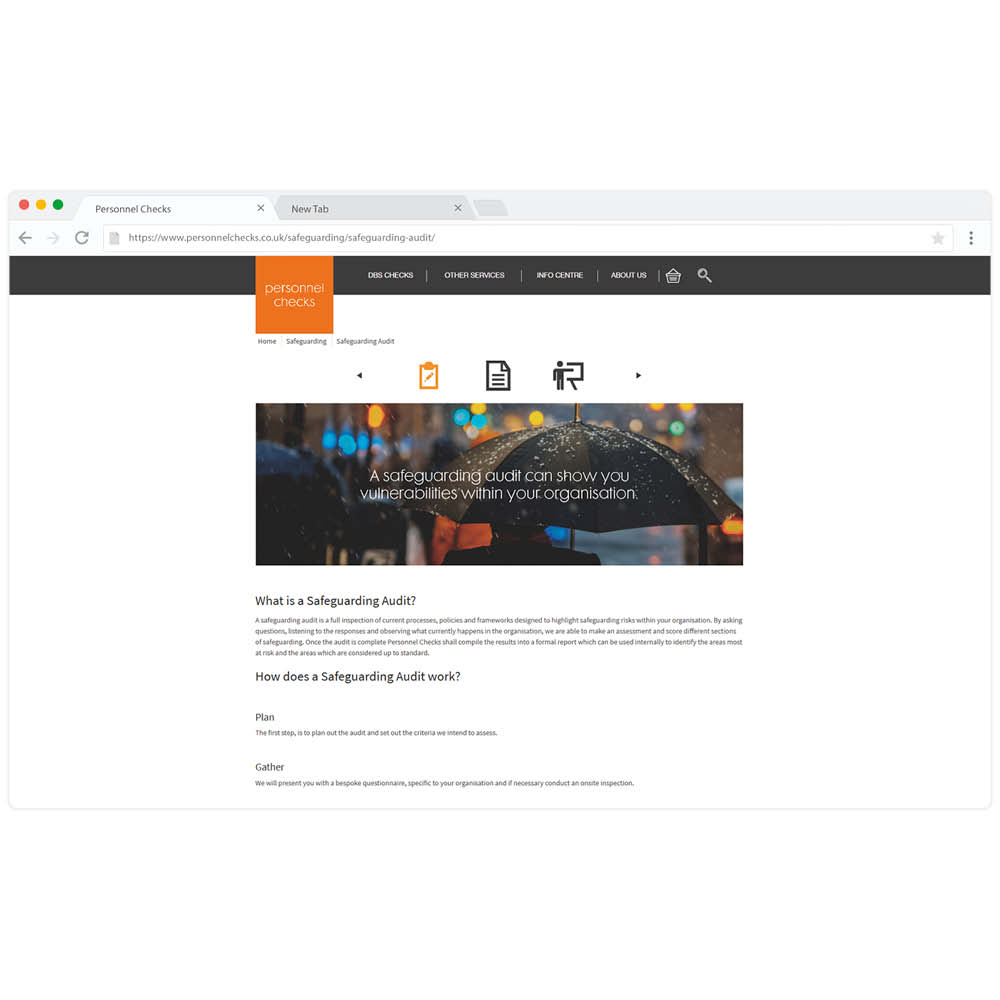 Personnel Checks
New Tab
https://www.personnelchecks.co.uk/safeguarding/safeguarding-audit/
personnel
checks
DBS CHECKS
OTHER SERVICES
INFO CENTRE
ABOUT US
Home
Safeguarding
Safeguarding Audit
A safeguarding audit can show you
vulnerabilities within your organisation.
What is a Safeguarding Audit?
A safeguarding audit is a full inspection of current processes, policies and frameworks designed to highlight safeguarding risks within your organisation. By asking
questions, listening to the responses and observing what currently happens in the organisation, we are able to make an assessment and score different sections
of safeguarding. Once the audit is complete Personnel Checks shall compile the results into a formal report which can be used internally to identify the areas most
at risk and the areas which are considered up to standard.
How does a Safeguarding Audit work?
Plan
The first step, is to plan out the audit and set out the criteria we intend to assess.
Gather
We will present you with a bespoke questionnaire, specific to your organisation and if necessary conduct an onsite inspection.